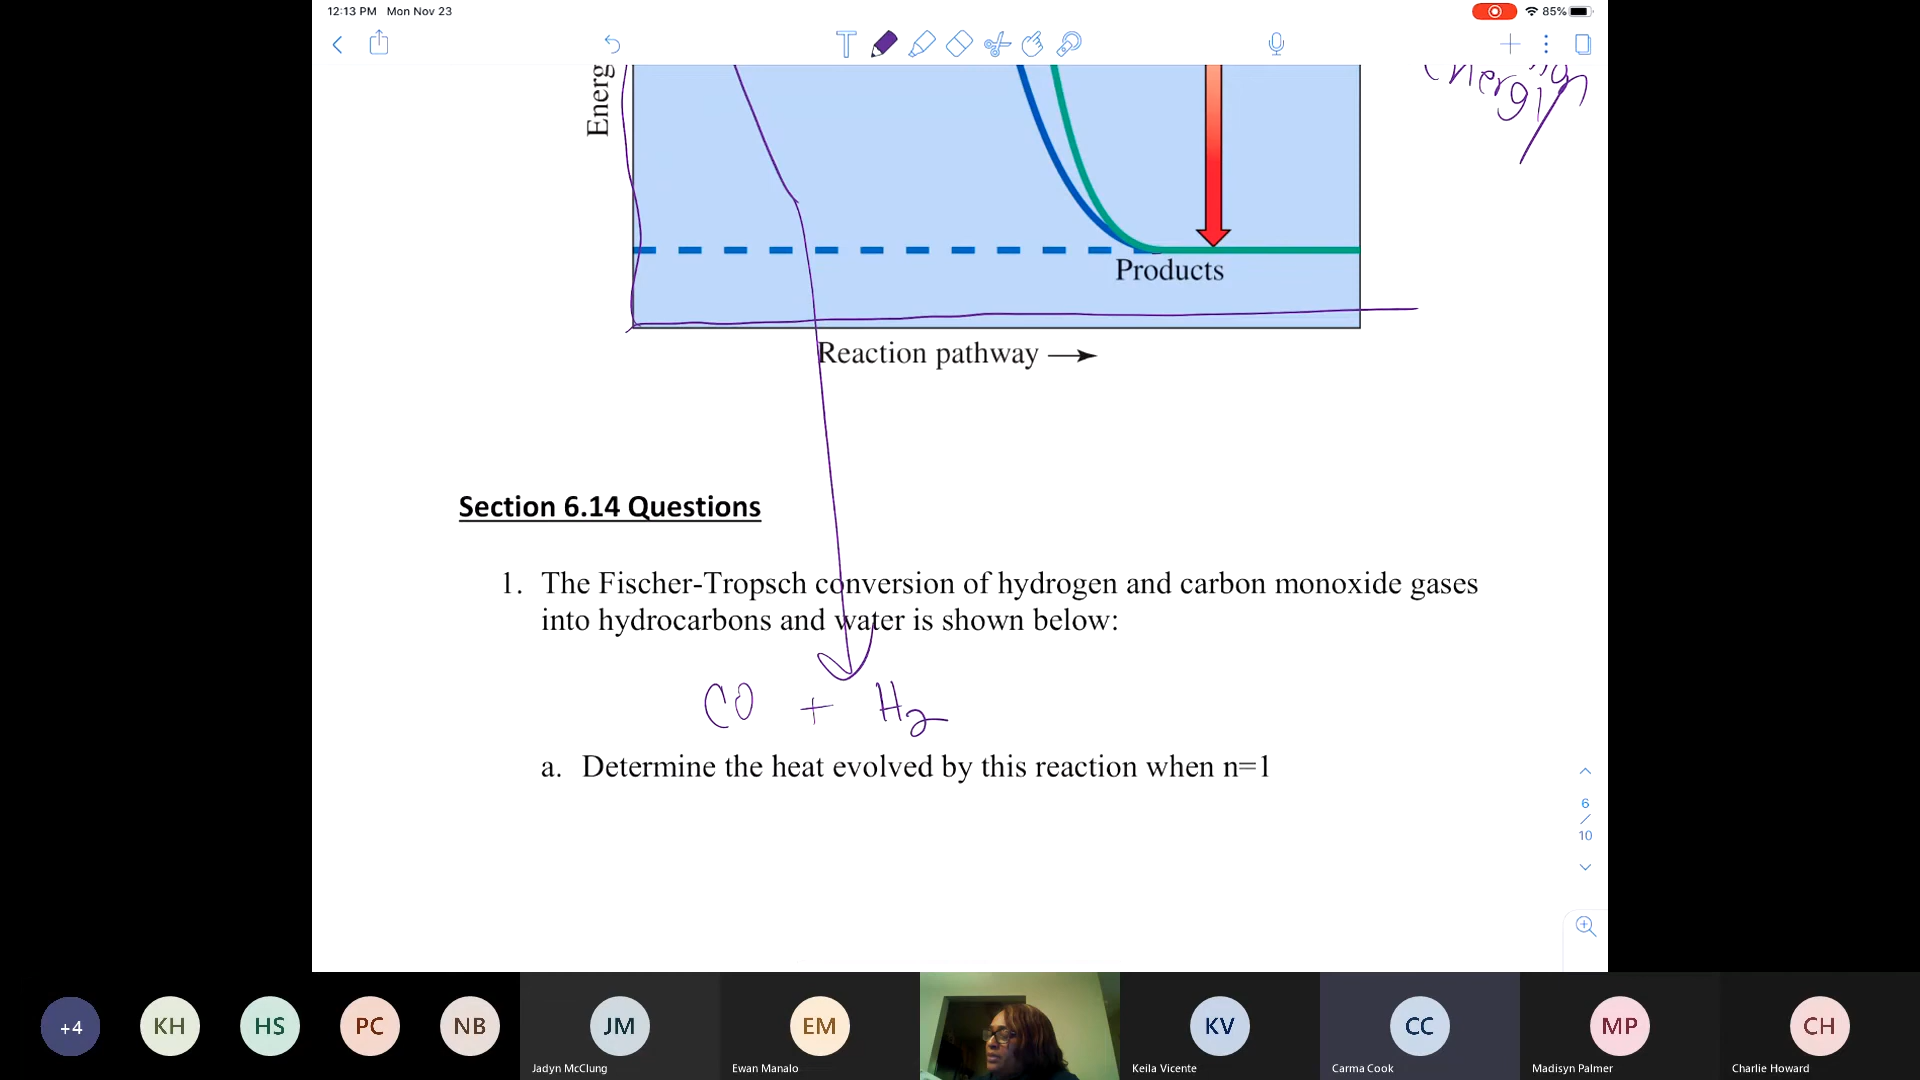 12:13 PM Mon Nov 23
85%
T
Energ
energy
Products
Reaction pathway
Section 6.14 Questions
1. The Fischer-Tropsch conversion of hydrogen and carbon monoxide gases
into hydrocarbons and water is shown below:
CO + H2
a. Determine the heat evolved by this reaction when n=1
6
/
10
+4
KH
HS
PC
NB
JM
EM
KV
CC
MP
CH
Jadyn McClung
Ewan Manalo
Keila Vicente
Carma Cook
Madisyn Palmer
Charlie Howard